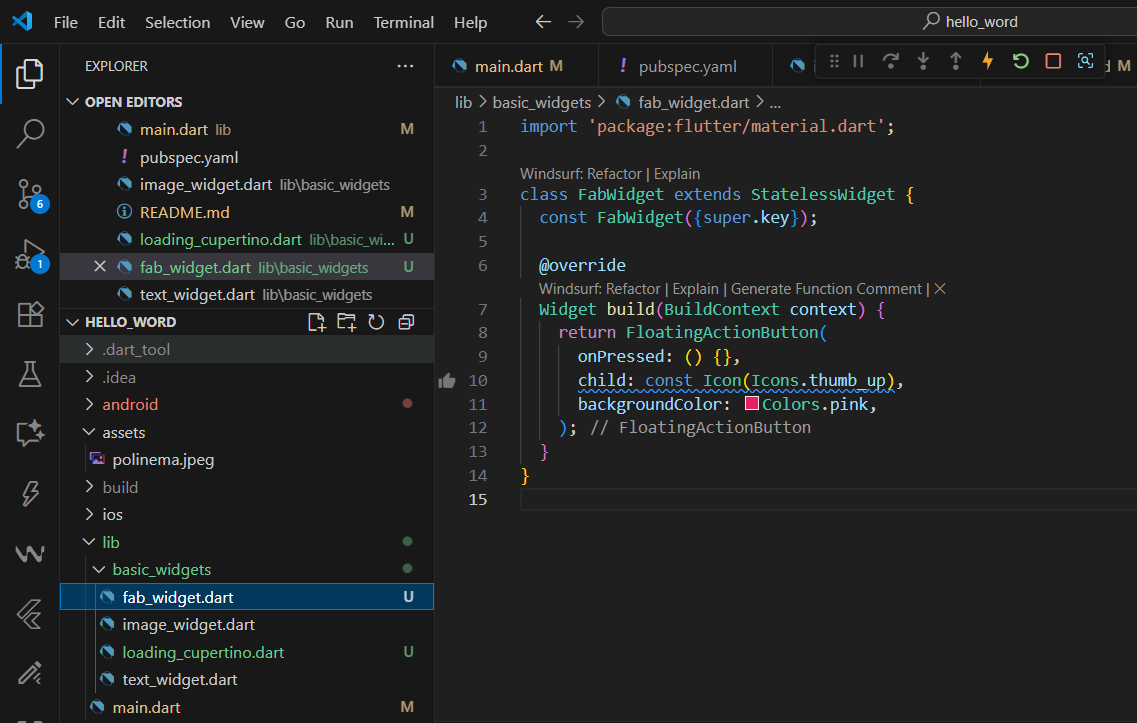 File Edit Selection View Go Run Terminal Help
hello_word
EXPLORER
OPEN EDITORS
main.dart lib M
pubspec.yaml
image_widget.dart lib\basic_widgets
README.md M
loading_cupertino.dart lib\basic_wi... U
fab_widget.dart lib\basic_widgets U
text_widget.dart lib\basic_widgets
HELLO_WORD
.dart_tool
.idea
android
assets
polinema.jpeg
build
ios
lib
basic_widgets
fab_widget.dart U
image_widget.dart
loading_cupertino.dart U
text_widget.dart
main.dart M
6
1
main.dart M
! pubspec.yaml
M
lib > basic_widgets > fab_widget.dart > ...
1 import 'package:flutter/material.dart';
2
Windsurf: Refactor | Explain
3 class FabWidget extends StatelessWidget {
4 const FabWidget({super.key});
5
6 @override
Windsurf: Refactor | Explain | Generate Function Comment | ×
7 Widget build(BuildContext context) {
8 return FloatingActionButton(
9 onPressed: () {},
10 child: const Icon(Icons.thumb_up),
11 backgroundColor: Colors.pink,
12 ); // FloatingActionButton
13 }
14 }
15